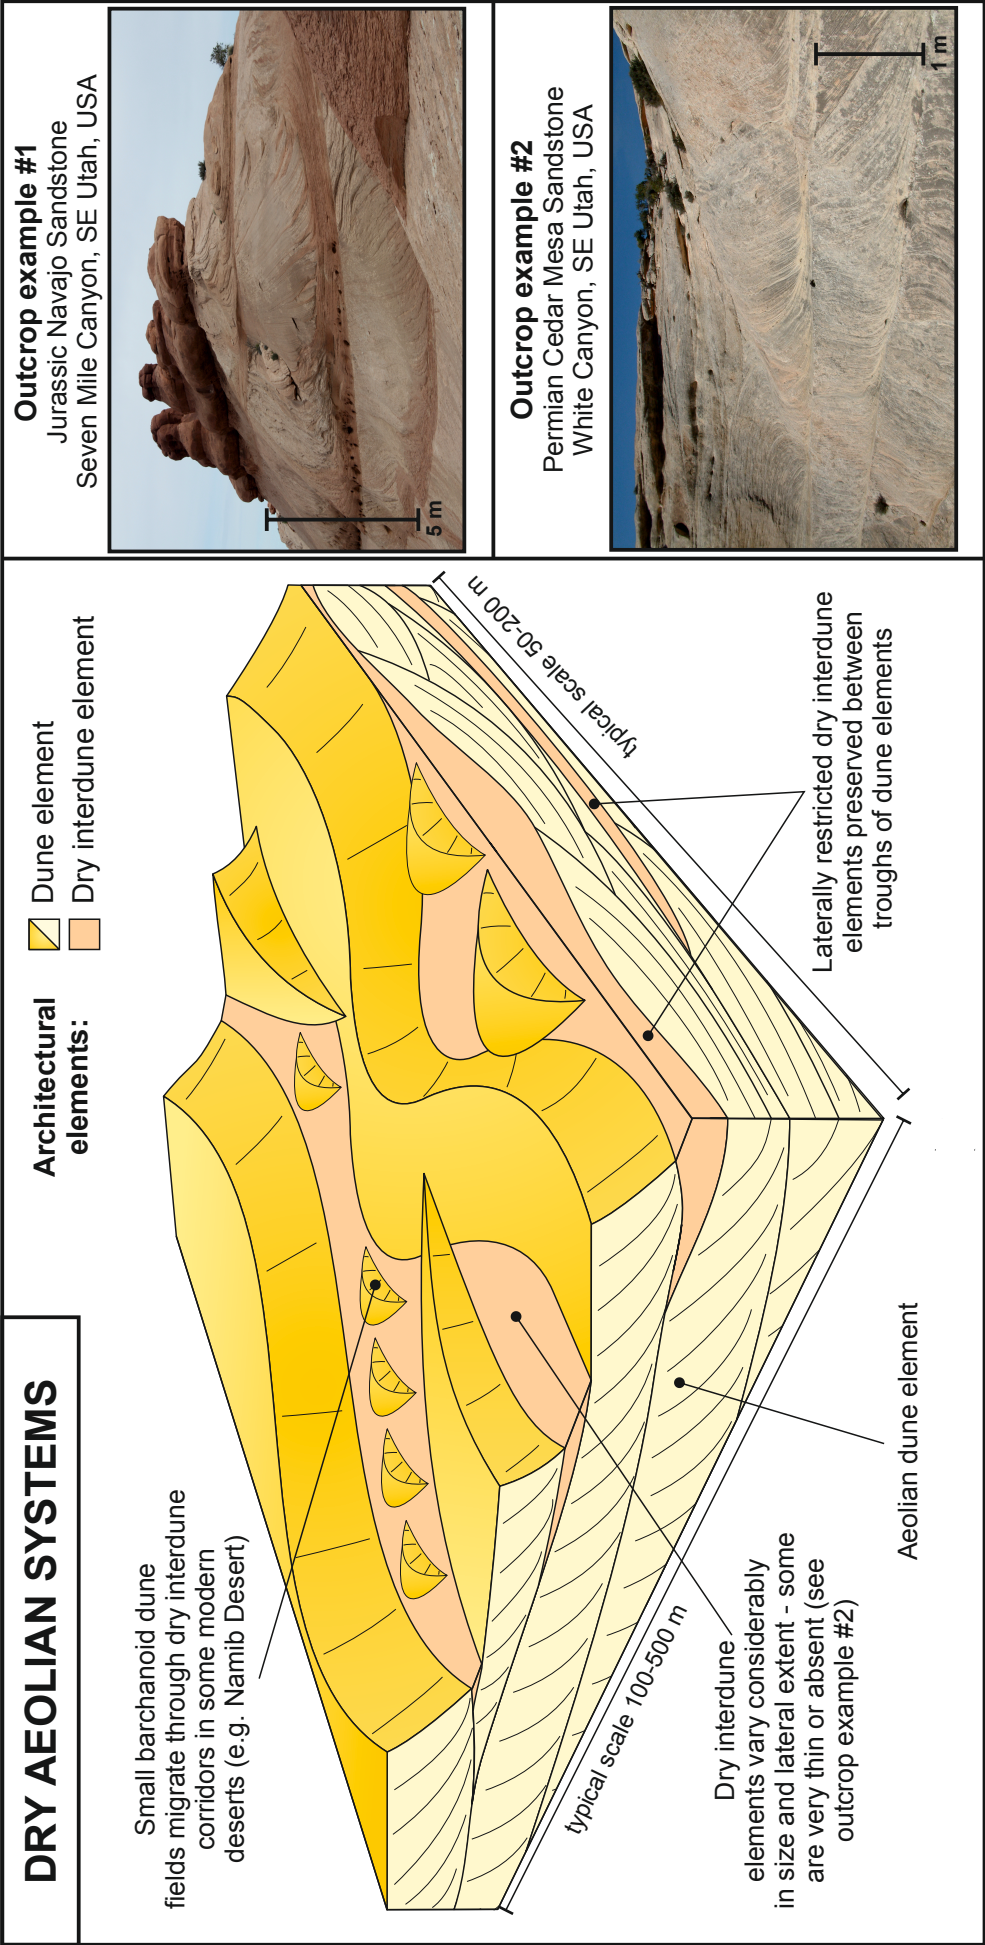 DRY AEOLIAN SYSTEMS
Architectural
elements:
Dune element
Dry interdune element
Small barchanoid dune
fields migrate through dry interdune
corridors in some modern
deserts (e.g. Namib Desert)
typical scale 100-500 m
typical scale 50-200 m
Dry interdune
elements vary considerably
in size and lateral extent - some
are very thin or absent (see
outcrop example #2)
Aeolian dune element
Laterally restricted dry interdune
elements preserved between
troughs of dune elements
Outcrop example #1
Jurassic Navajo Sandstone
Seven Mile Canyon, SE Utah, USA
5 m
Outcrop example #2
Permian Cedar Mesa Sandstone
White Canyon, SE Utah, USA
1 m